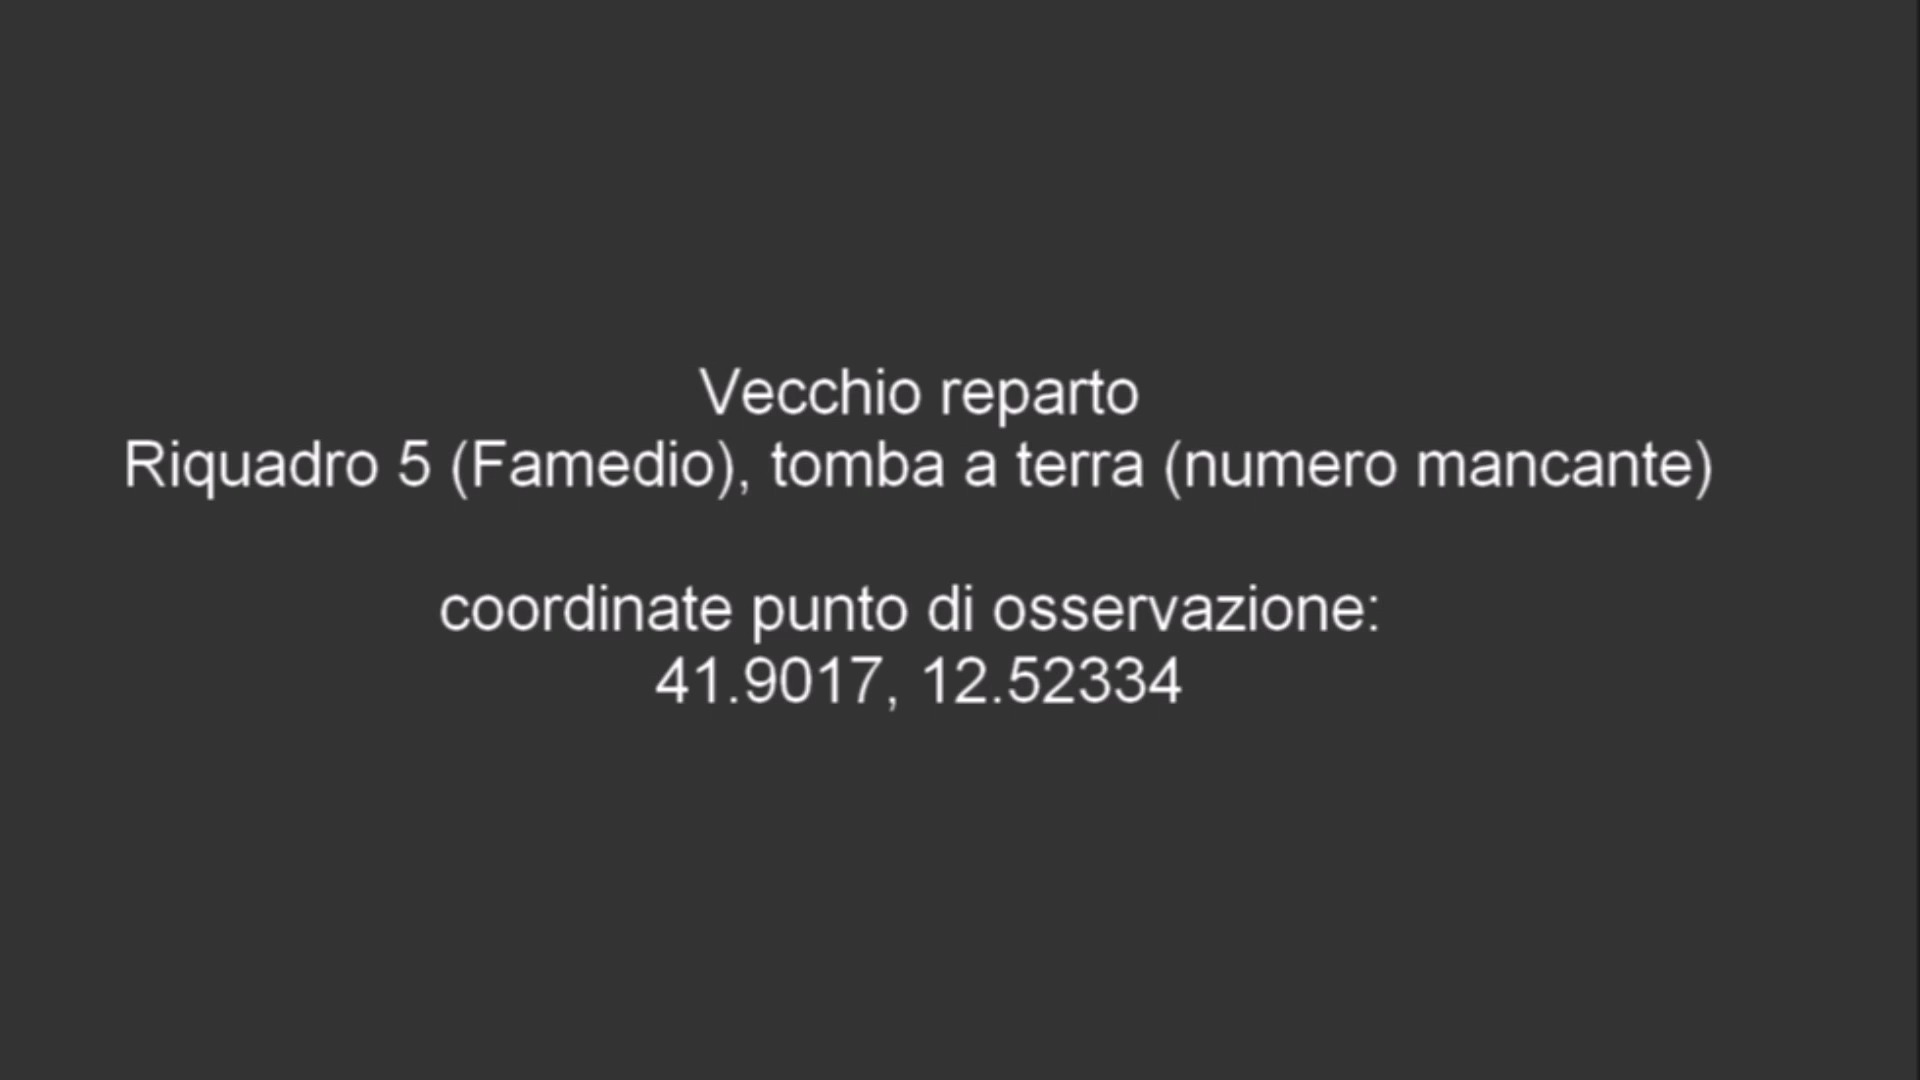 Vecchio reparto
Riquadro 5 (Famedio), tomba a terra (numero mancante)
coordinate punto di osservazione:
41.9017, 12.52334